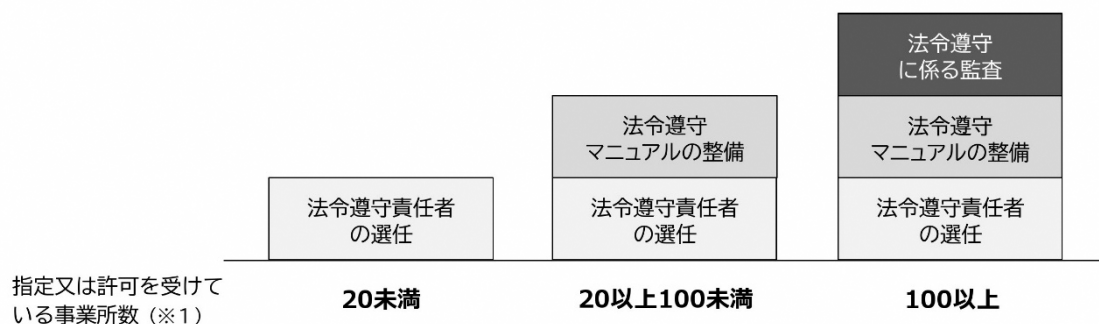 法令遵守
に係る監査
法令遵守
マニュアルの整備
法令遵守
マニュアルの整備
法令遵守責任者
の選任
法令遵守責任者
の選任
法令遵守責任者
の選任
指定又は許可を受けて
いる事業所数（※１）
20未満
20以上100未満
100以上